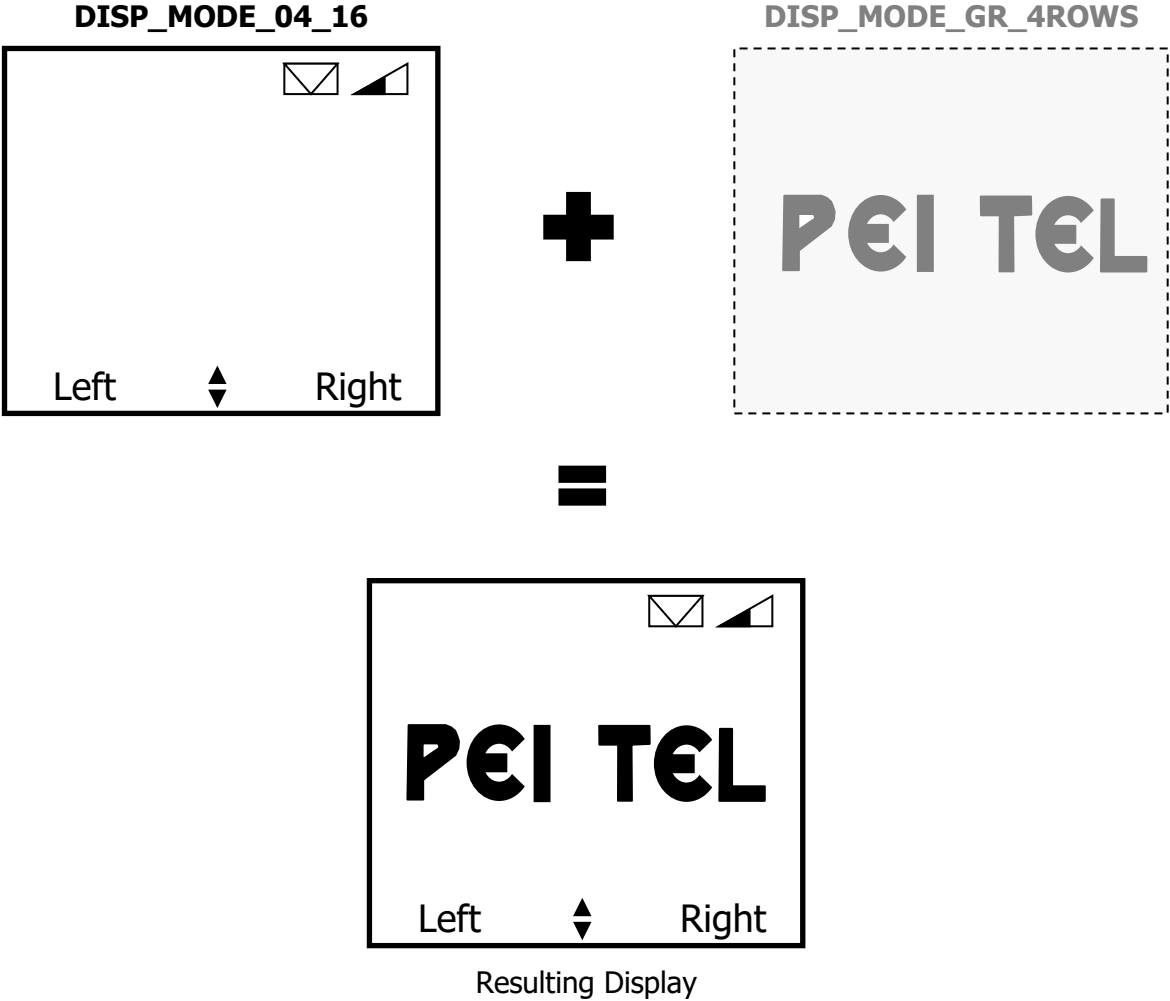 DISP_MODE_04_16
DISP_MODE_GR_4ROWS
PEI TEL
Left Right
+
=
PEI TEL
Left Right
Resulting Display